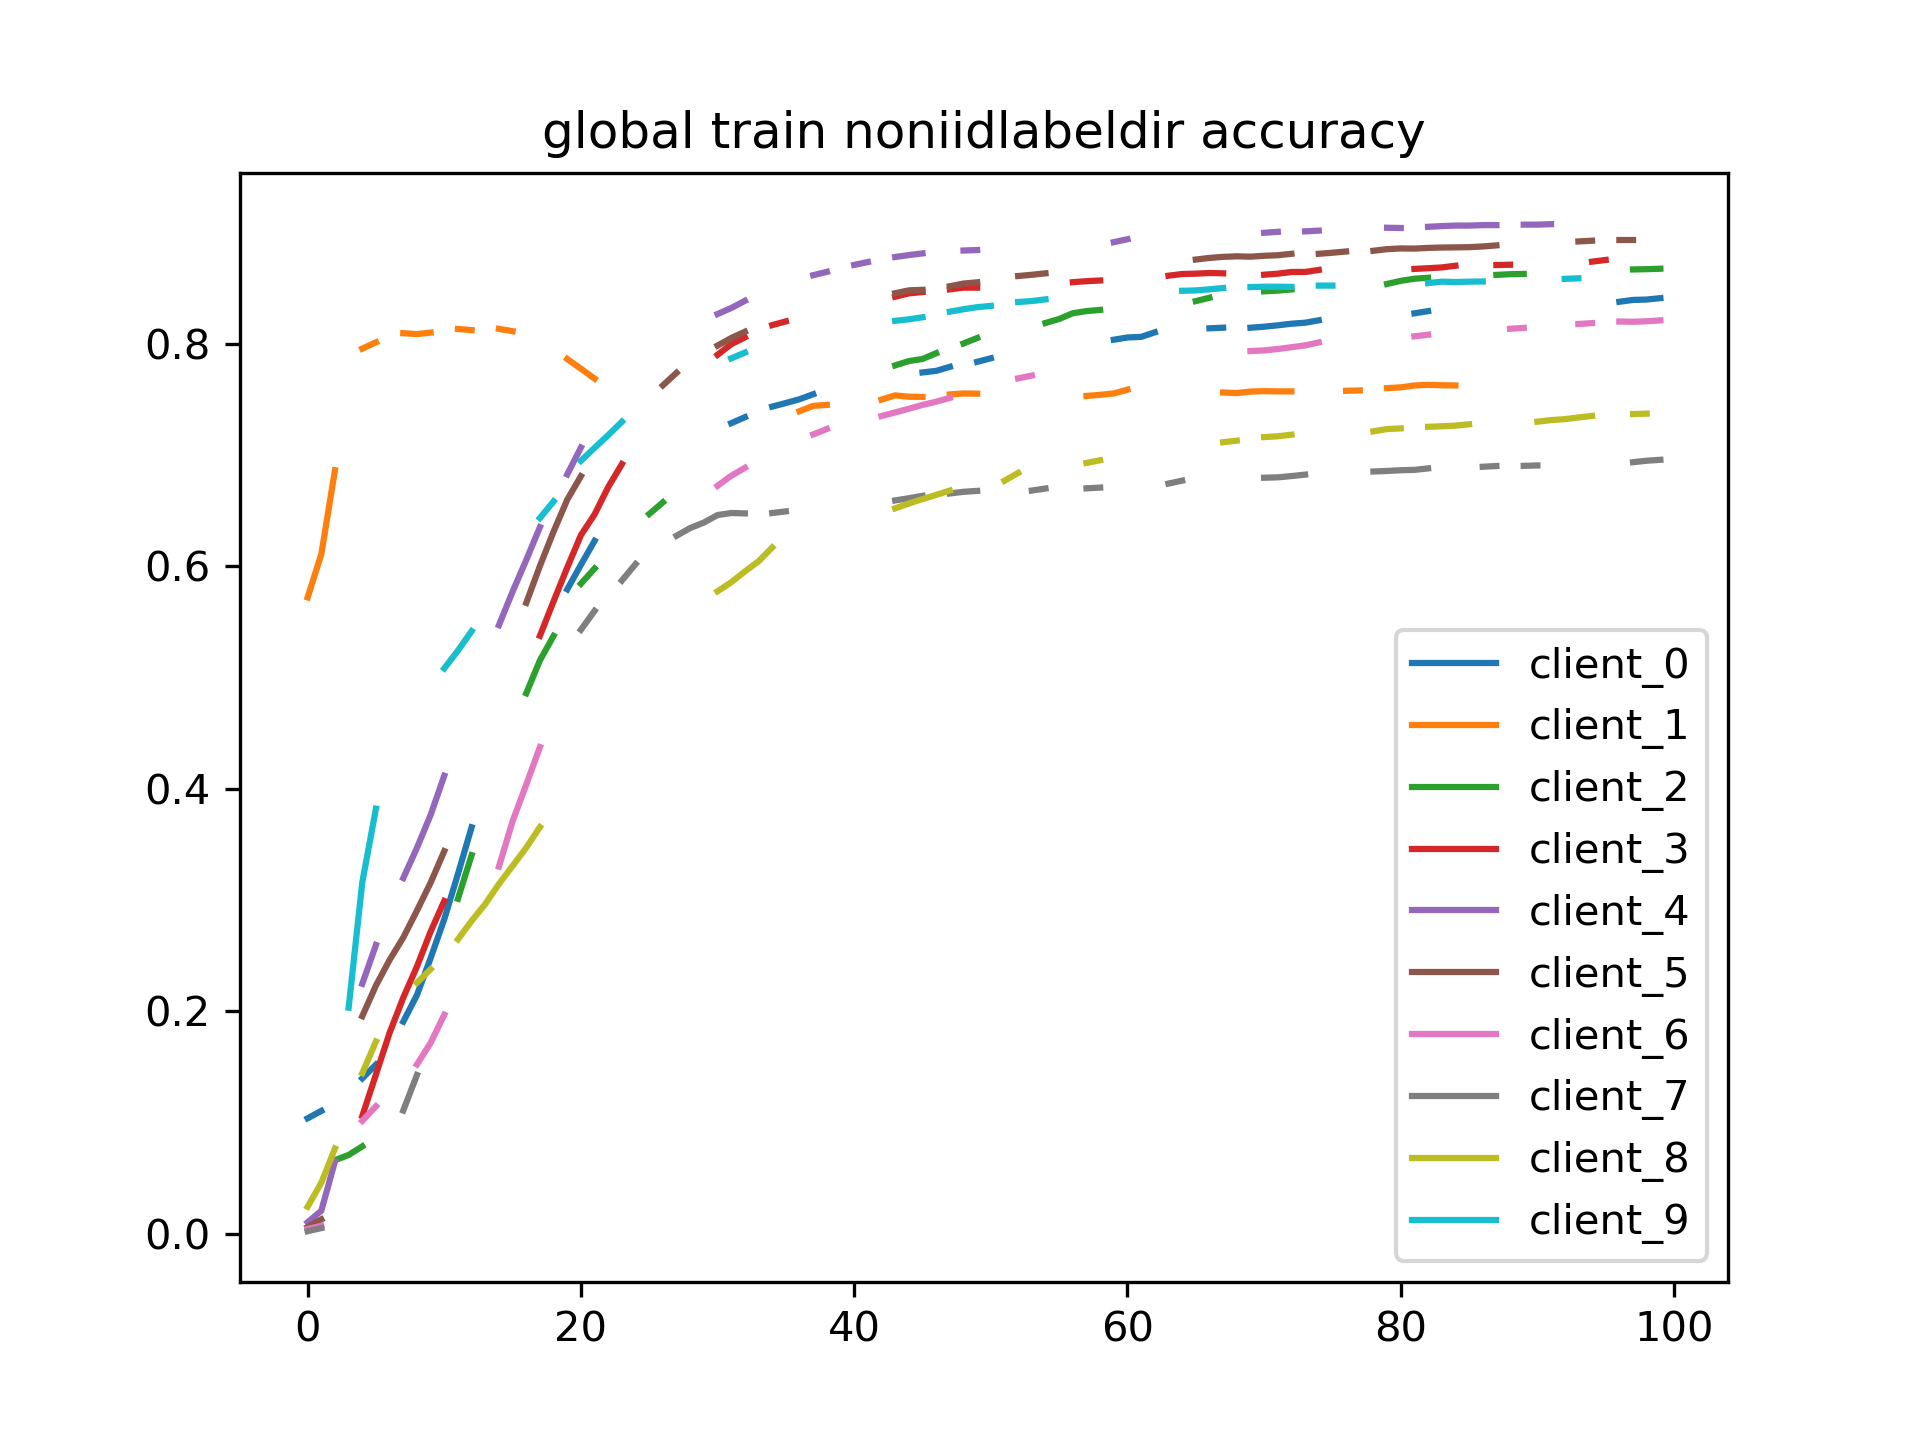 global train noniidlabeldir accuracy
0.8
0.6
0.4
0.2
0.0
0 20 40 60 80 100
client_0
client_1
client_2
client_3
client_4
client_5
client_6
client_7
client_8
client_9